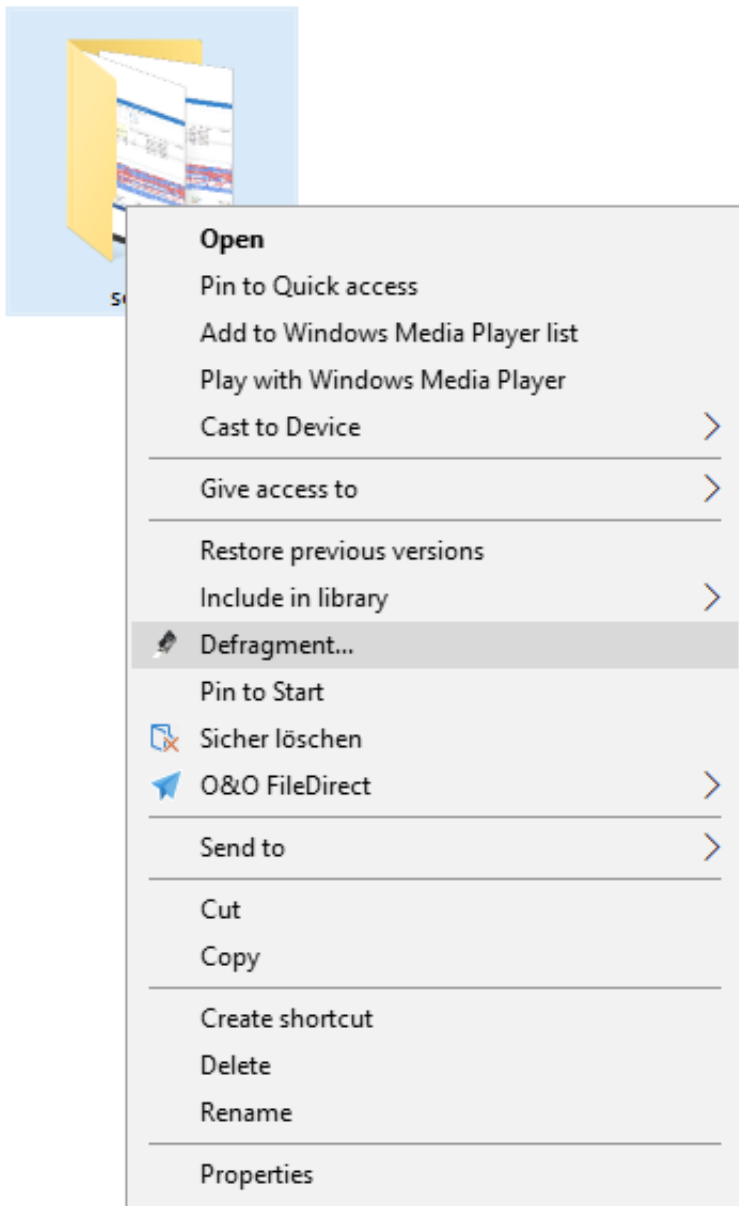 Open
Pin to Quick access
Add to Windows Media Player list
Play with Windows Media Player
Cast to Device
Give access to
Restore previous versions
Include in library
Defragment...
Pin to Start
Sicher löschen
O&O FileDirect
Send to
Cut
Copy
Create shortcut
Delete
Rename
Properties